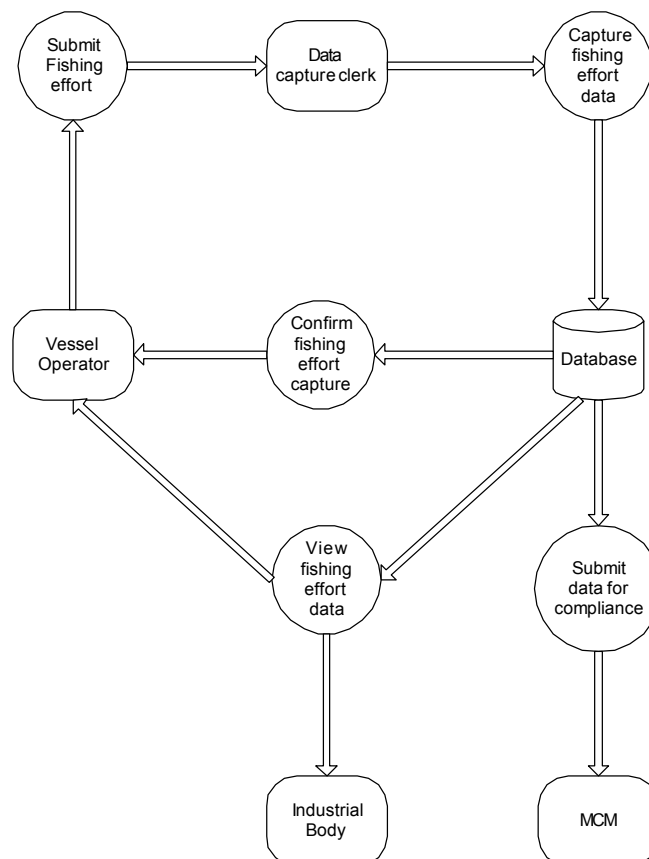 Submit
Fishing
effort
Data
capture clerk
Capture
fishing
effort
data
Vessel
Operator
Confirm
fishing
effort
capture
Database
View
fishing
effort
data
Submit
data for
compliance
Industrial
Body
MCM